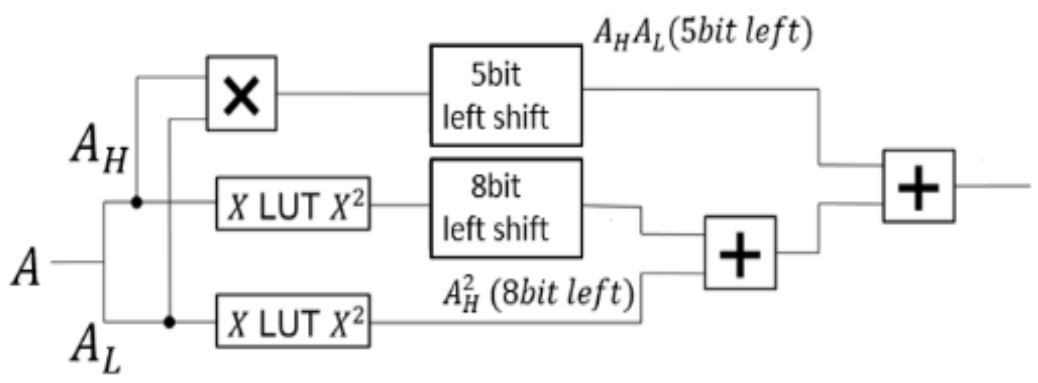 A_H A_L (5bit left)
5bit
left shift
×
A_H
X LUT X²
8bit
left shift
+
+
A
A_H² (8bit left)
X LUT X²
A_L